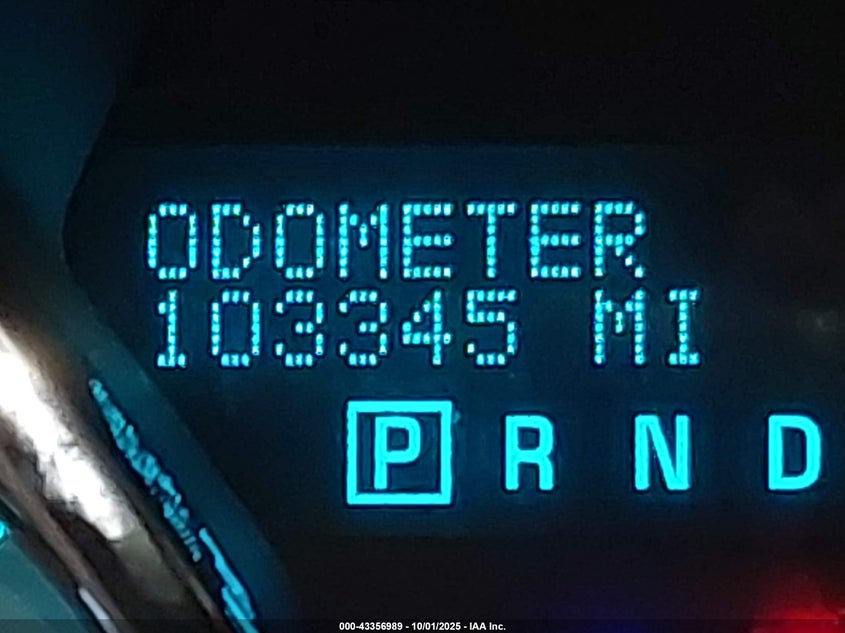 ODOMETER
103345 MI
P R N D
000-43356989 - 10/01/2025 - IAA Inc.